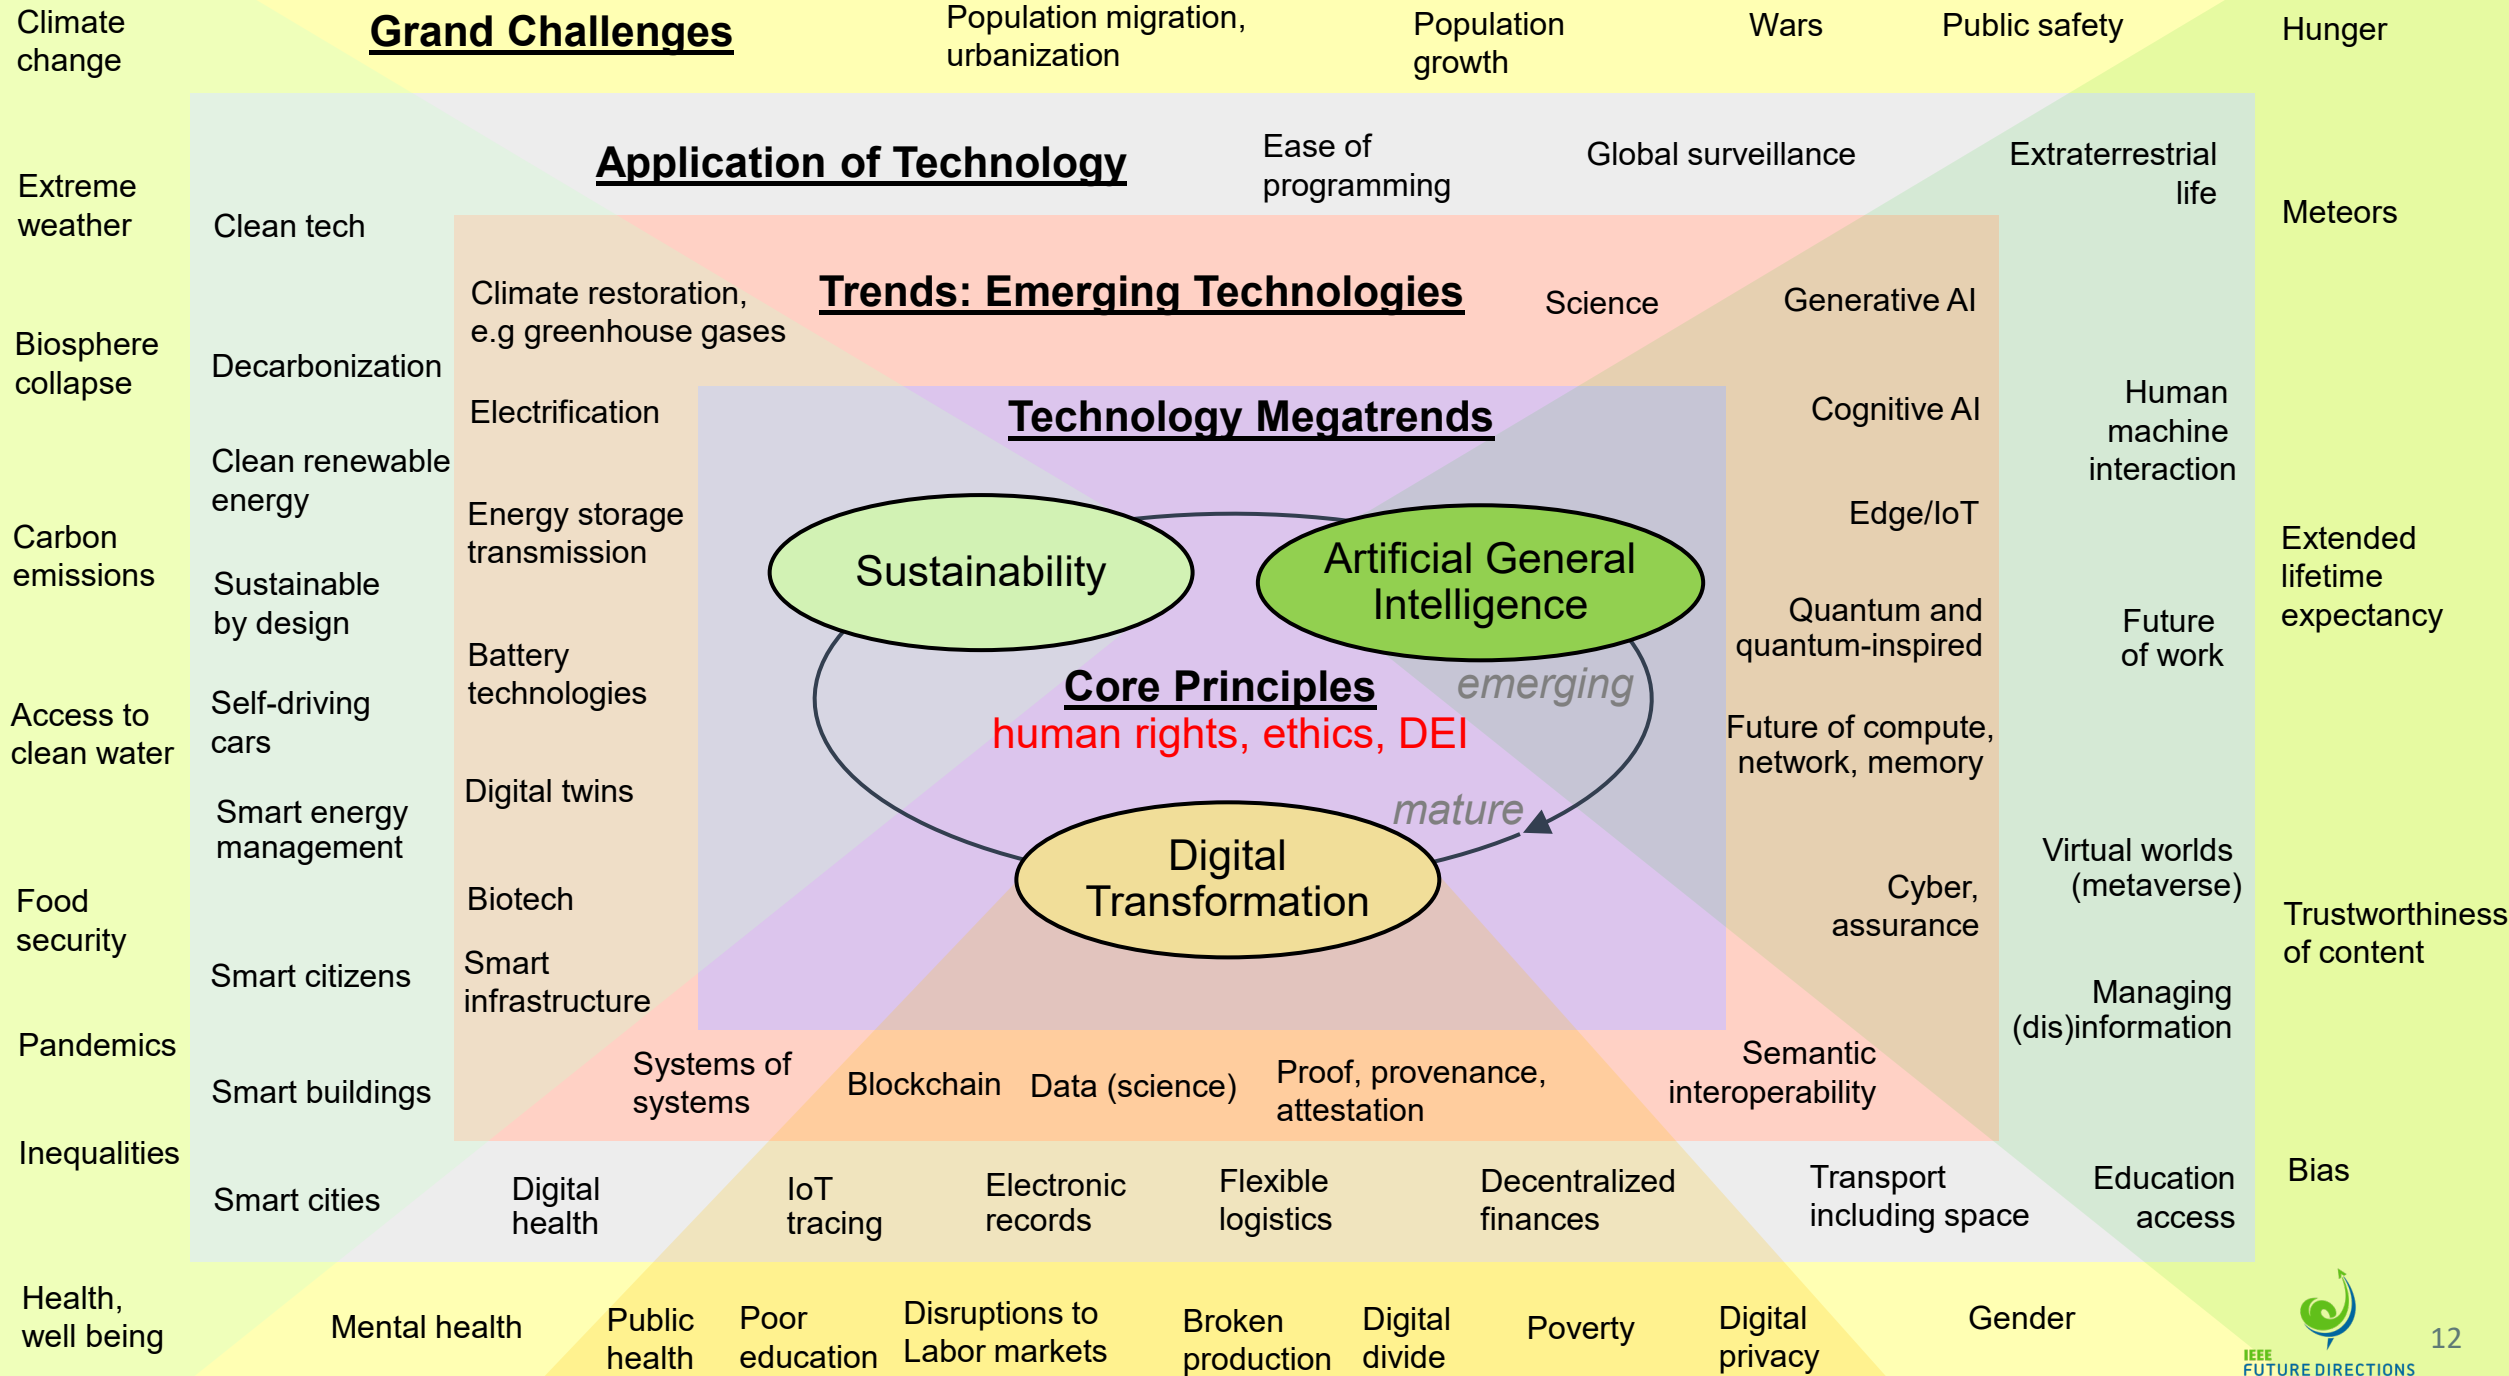 Climate
change
Grand Challenges
Population migration,
urbanization
Population
growth
Wars
Public safety
Hunger
Extreme
weather
Biosphere
collapse
Carbon
emissions
Access to
clean water
Food
security
Pandemics
Inequalities
Health,
well being
Application of Technology
Ease of
programming
Global surveillance
Extraterrestrial
life
Clean tech
Decarbonization
Clean renewable
energy
Sustainable
by design
Self-driving
cars
Smart energy
management
Smart citizens
Smart buildings
Smart cities
Trends: Emerging Technologies
Science
Generative AI
Climate restoration,
e.g greenhouse gases
Electrification
Energy storage
transmission
Battery
technologies
Digital twins
Biotech
Smart
infrastructure
Technology Megatrends
Sustainability
Artificial General
Intelligence
Core Principles
human rights, ethics, DEI
emerging
mature
Digital
Transformation
Cognitive AI
Edge/IoT
Quantum and
quantum-inspired
Future of compute,
network, memory
Cyber,
assurance
Semantic
interoperability
Systems of
systems
Blockchain
Data (science)
Proof, provenance,
attestation
Human
machine
interaction
Future
of work
Virtual worlds
(metaverse)
Managing
(dis)information
Education
access
Digital
health
IoT
tracing
Electronic
records
Flexible
logistics
Decentralized
finances
Transport
including space
Meteors
Extended
lifetime
expectancy
Trustworthiness
of content
Bias
Mental health
Public
health
Poor
education
Disruptions to
Labor markets
Broken
production
Digital
divide
Poverty
Digital
privacy
Gender
IEEE
FUTURE DIRECTIONS
12